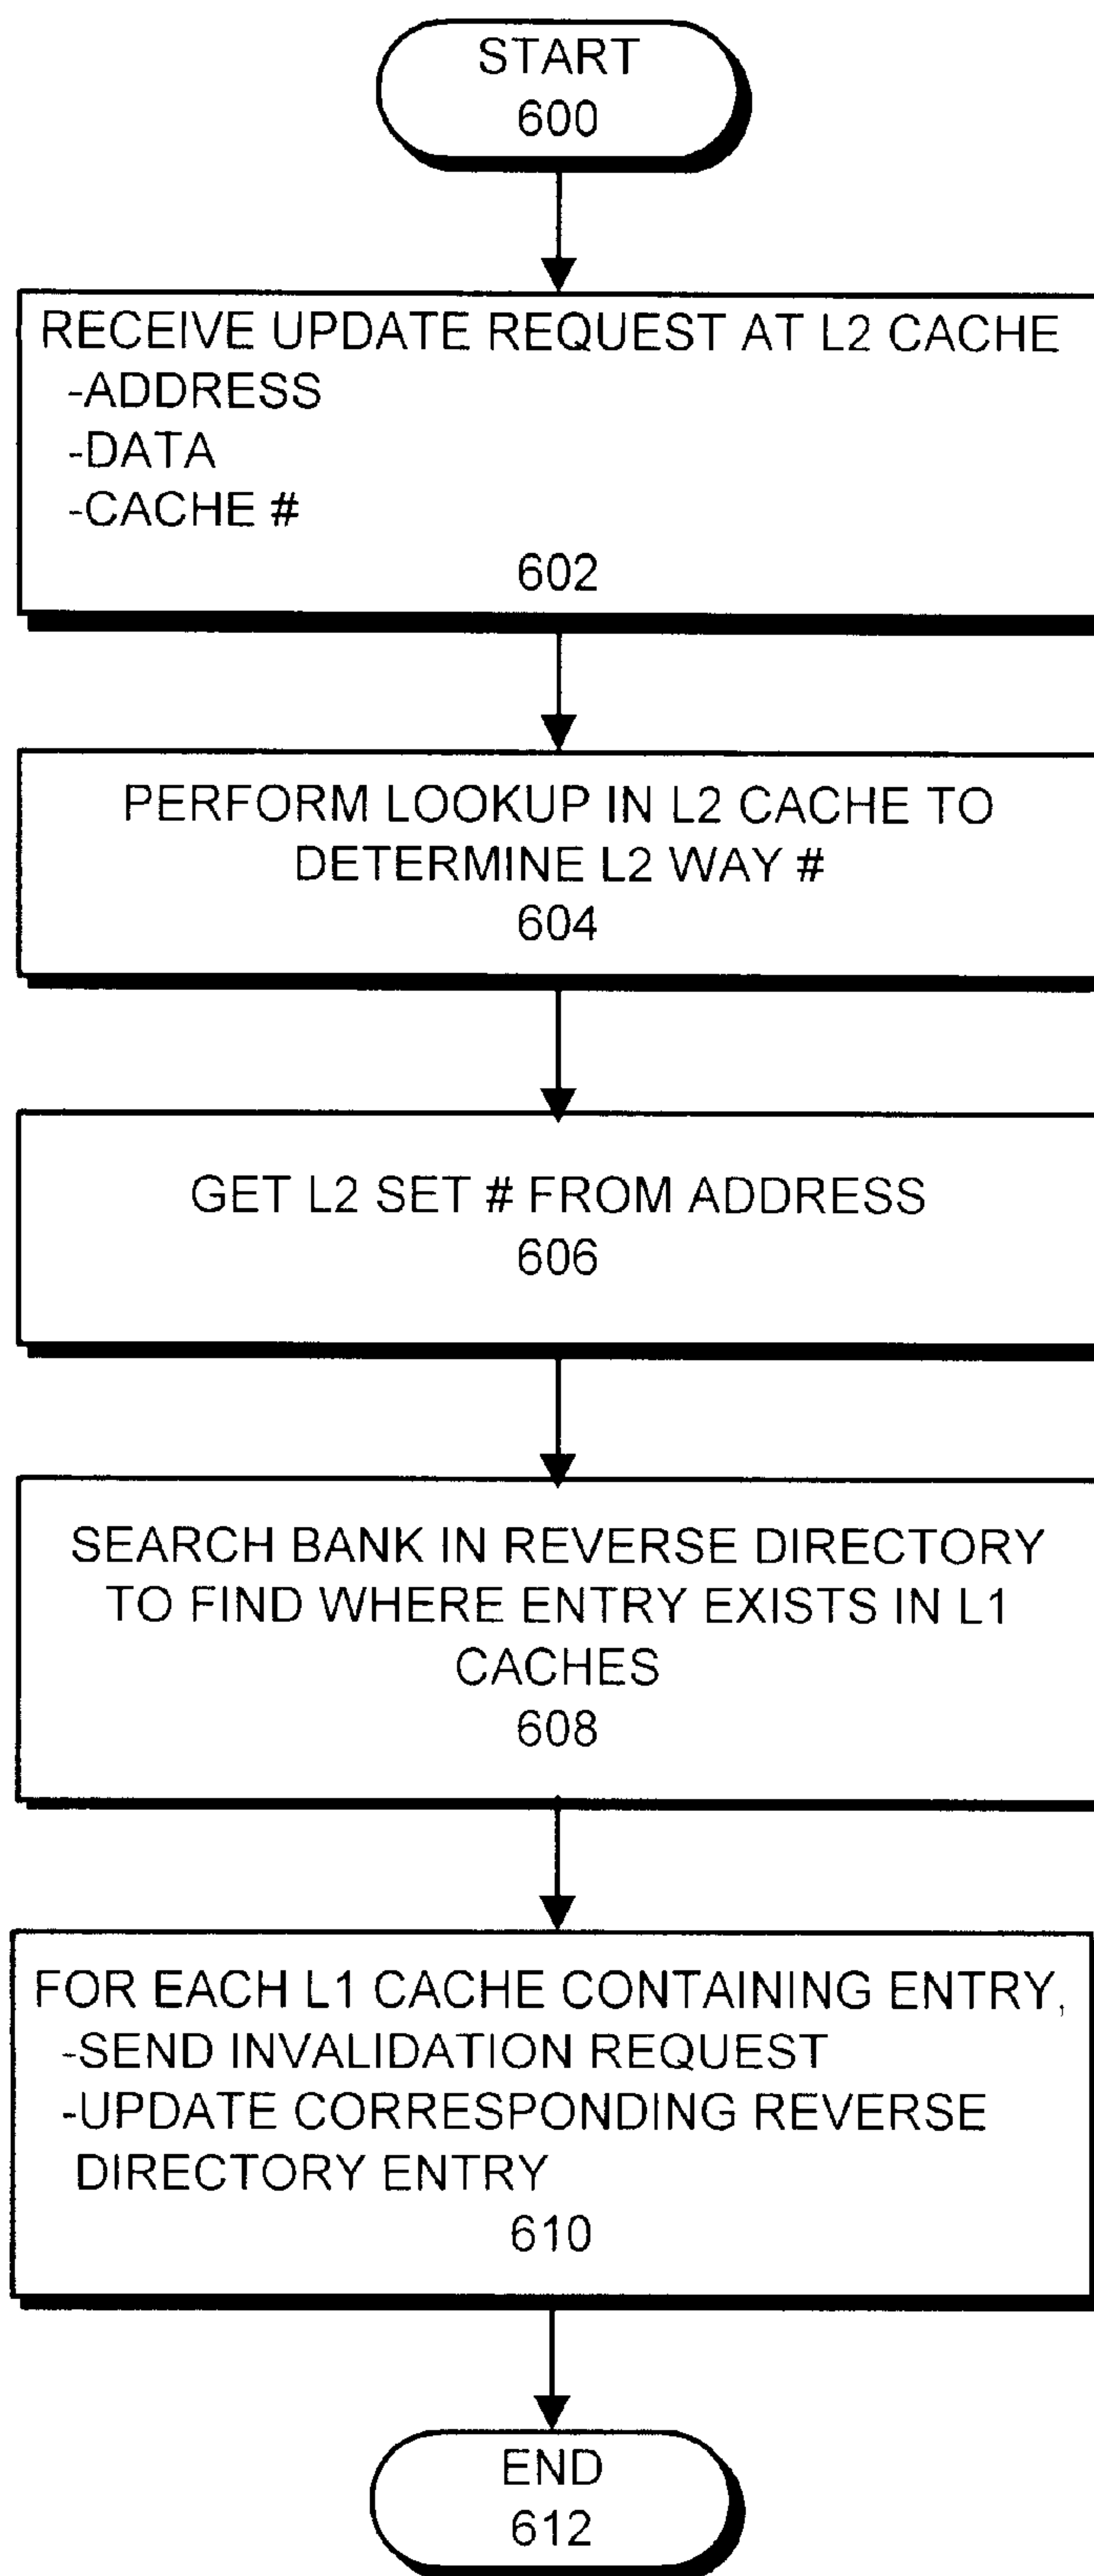 START
600
RECEIVE UPDATE REQUEST AT L2 CACHE
-ADDRESS
-DATA
-CACHE #
602
PERFORM LOOKUP IN L2 CACHE TO
DETERMINE L2 WAY #
604
GET L2 SET # FROM ADDRESS
606
SEARCH BANK IN REVERSE DIRECTORY
TO FIND WHERE ENTRY EXISTS IN L1
CACHES
608
FOR EACH L1 CACHE CONTAINING ENTRY,
-SEND INVALIDATION REQUEST
-UPDATE CORRESPONDING REVERSE
DIRECTORY ENTRY
610
END
612